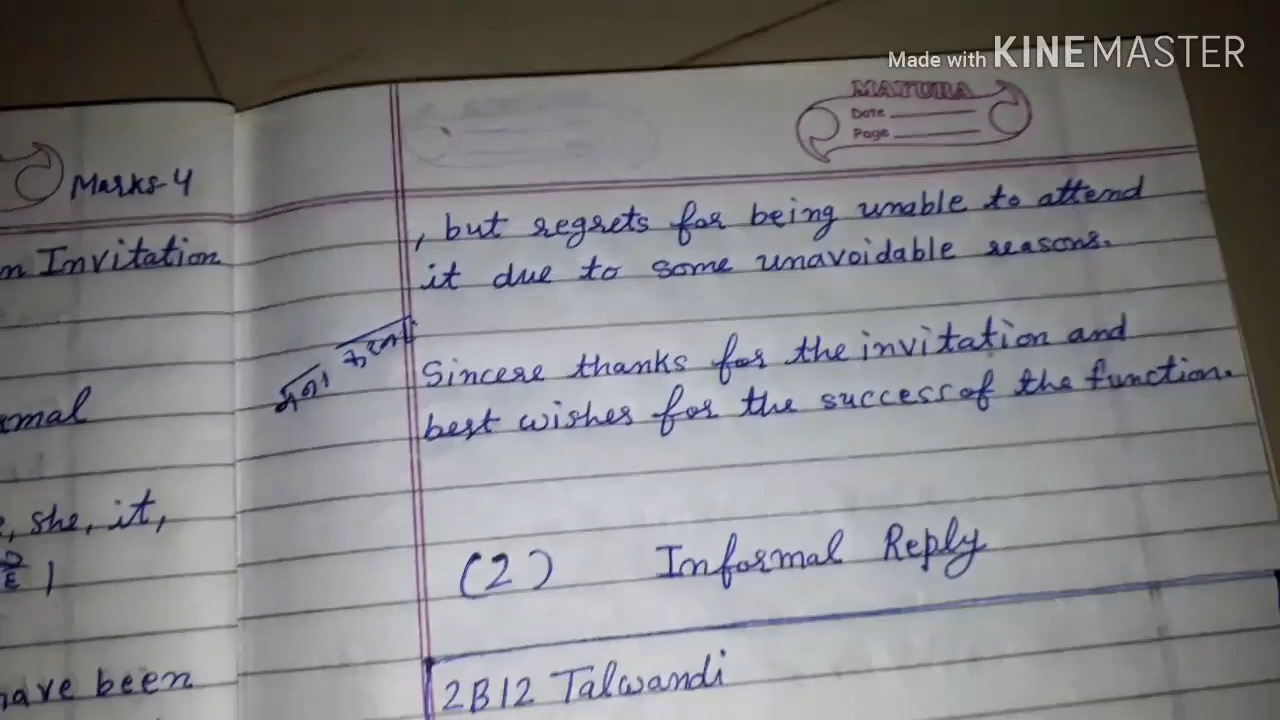 Made with KINEMASTER
MAYURA
Date
Page
Marks-4
n Invitation
rmal
, she, it,
have been
, but regrets for being unable to attend
it due to some unavoidable reasons.
Sincere thanks for the invitation and
best wishes for the success of the function.
(2) Informal Reply
2B12 Talwandi